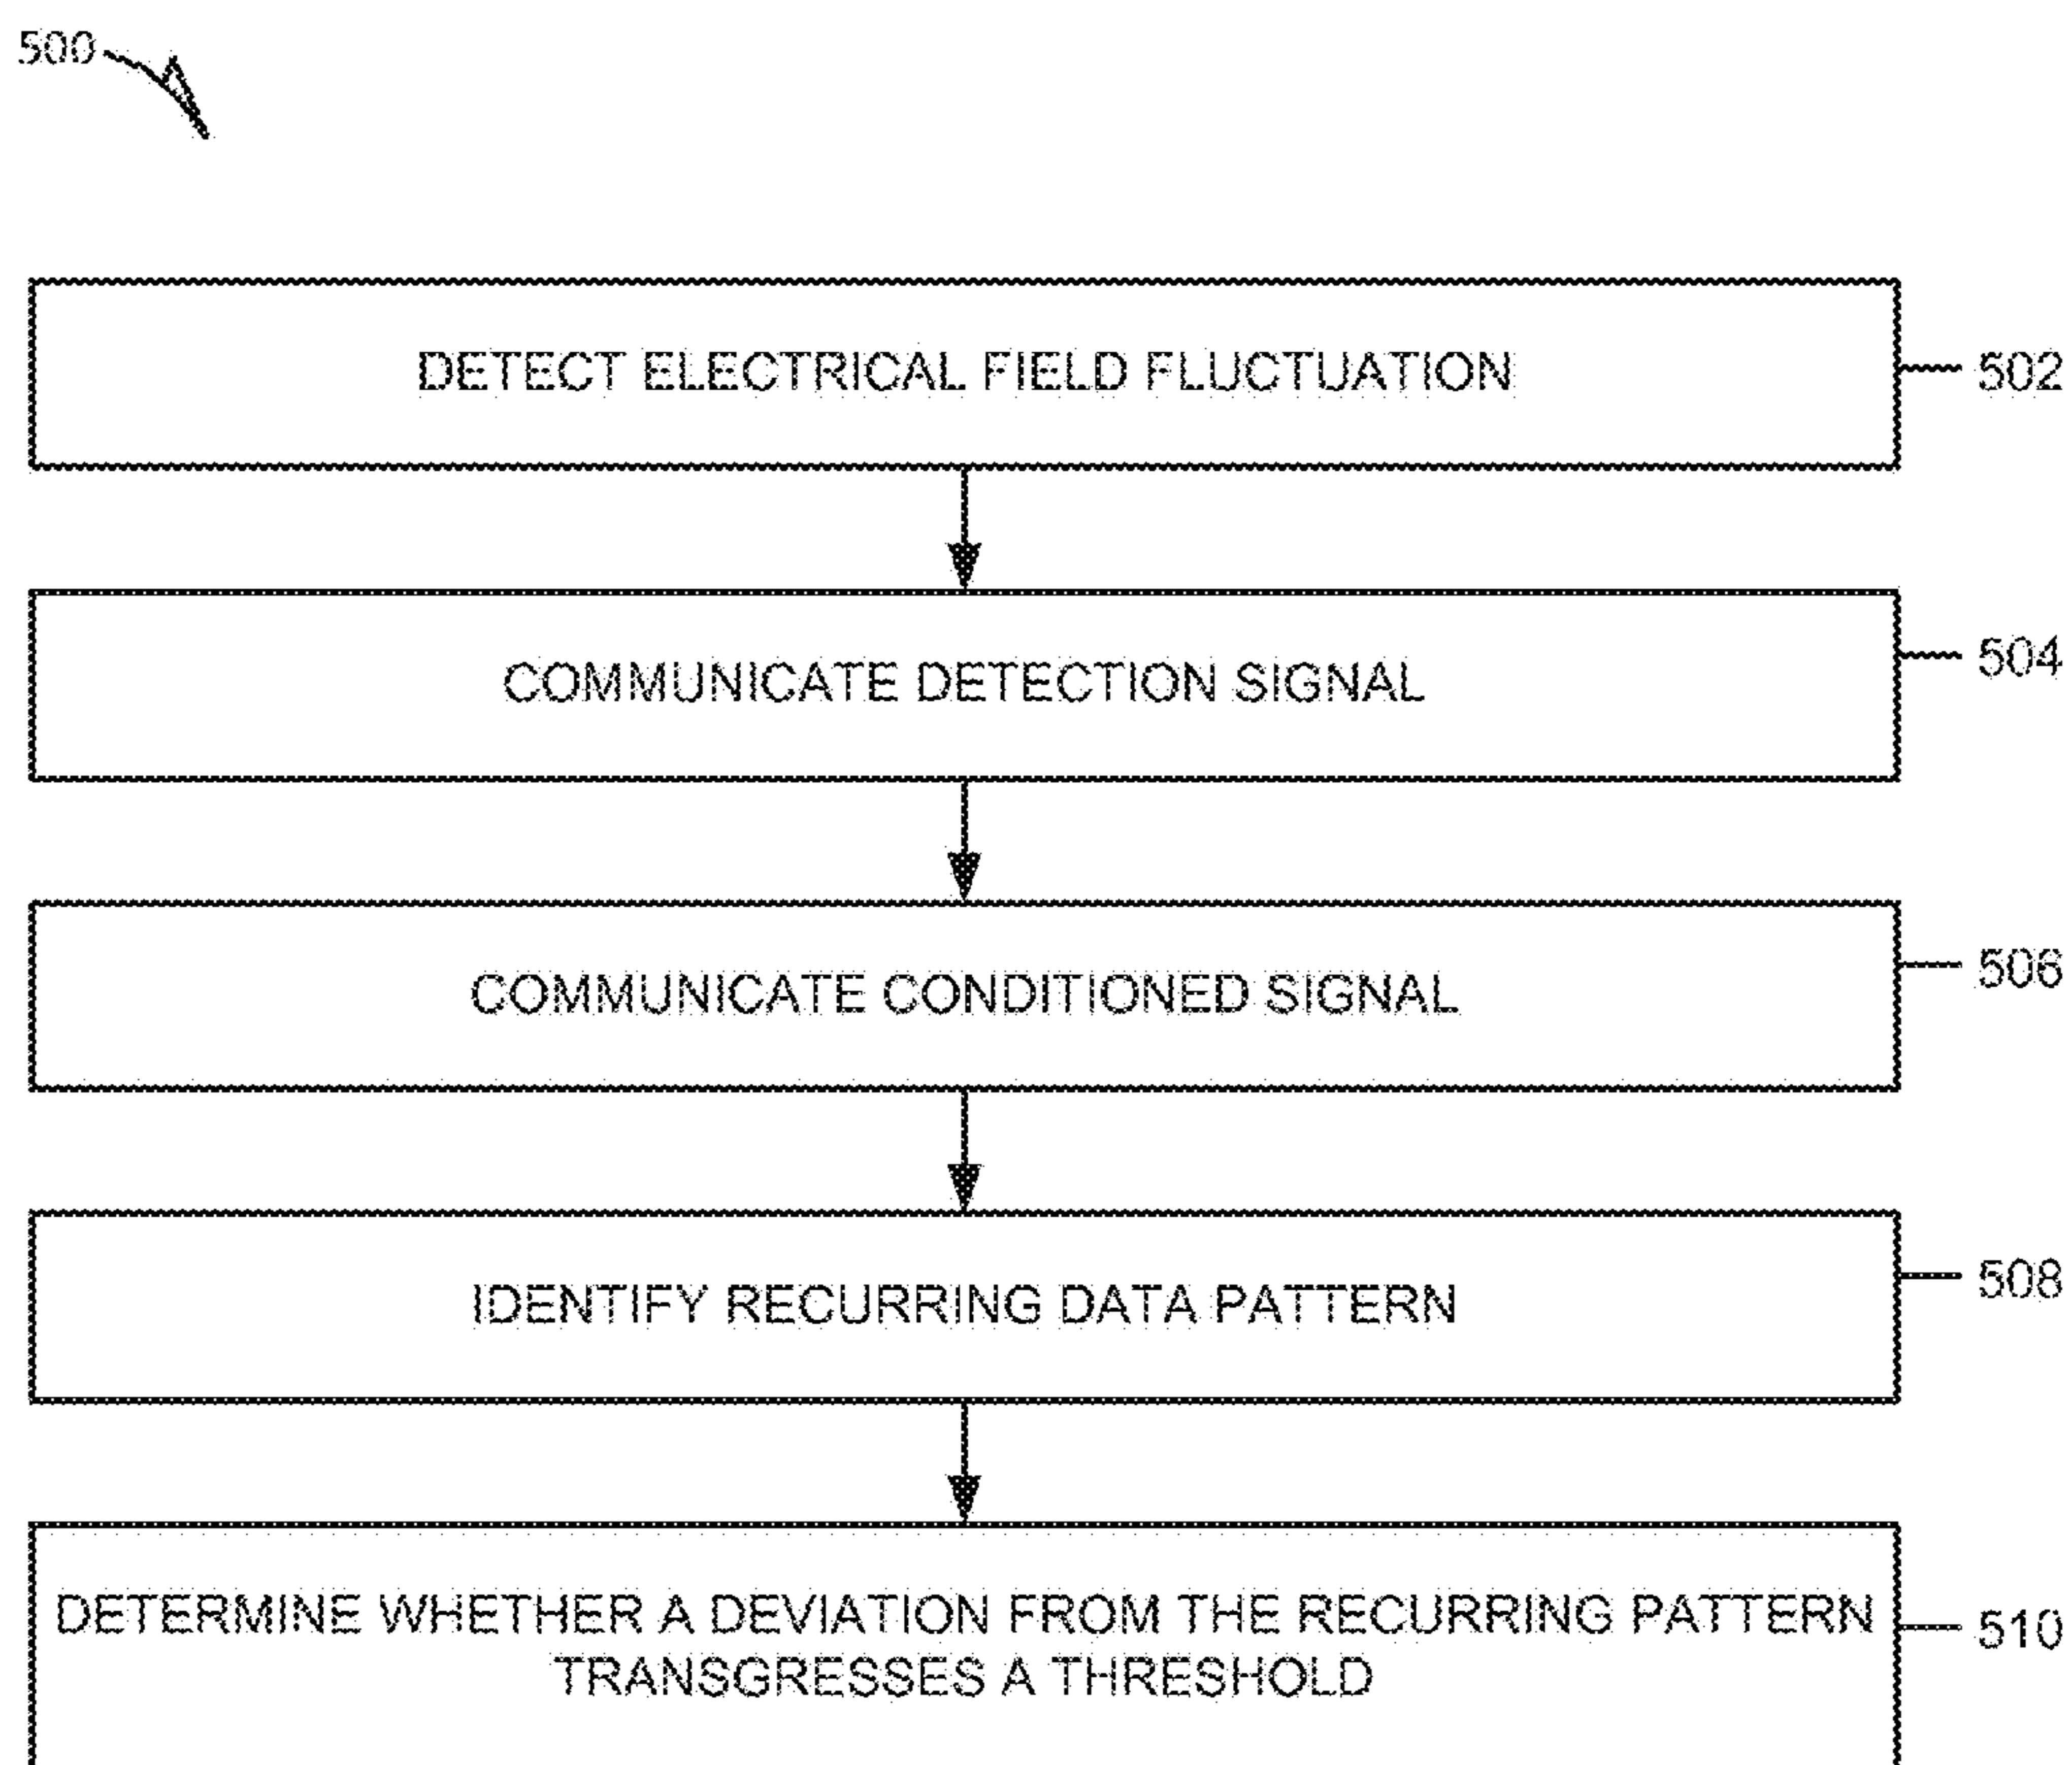 500
DETECT ELECTRICAL FIELD FLUCTUATION
502
COMMUNICATE DETECTION SIGNAL
504
COMMUNICATE CONDITIONED SIGNAL
506
IDENTIFY RECURRING DATA PATTERN
508
DETERMINE WHETHER A DEVIATION FROM THE RECURRING PATTERN
TRANSGRESSES A THRESHOLD
510